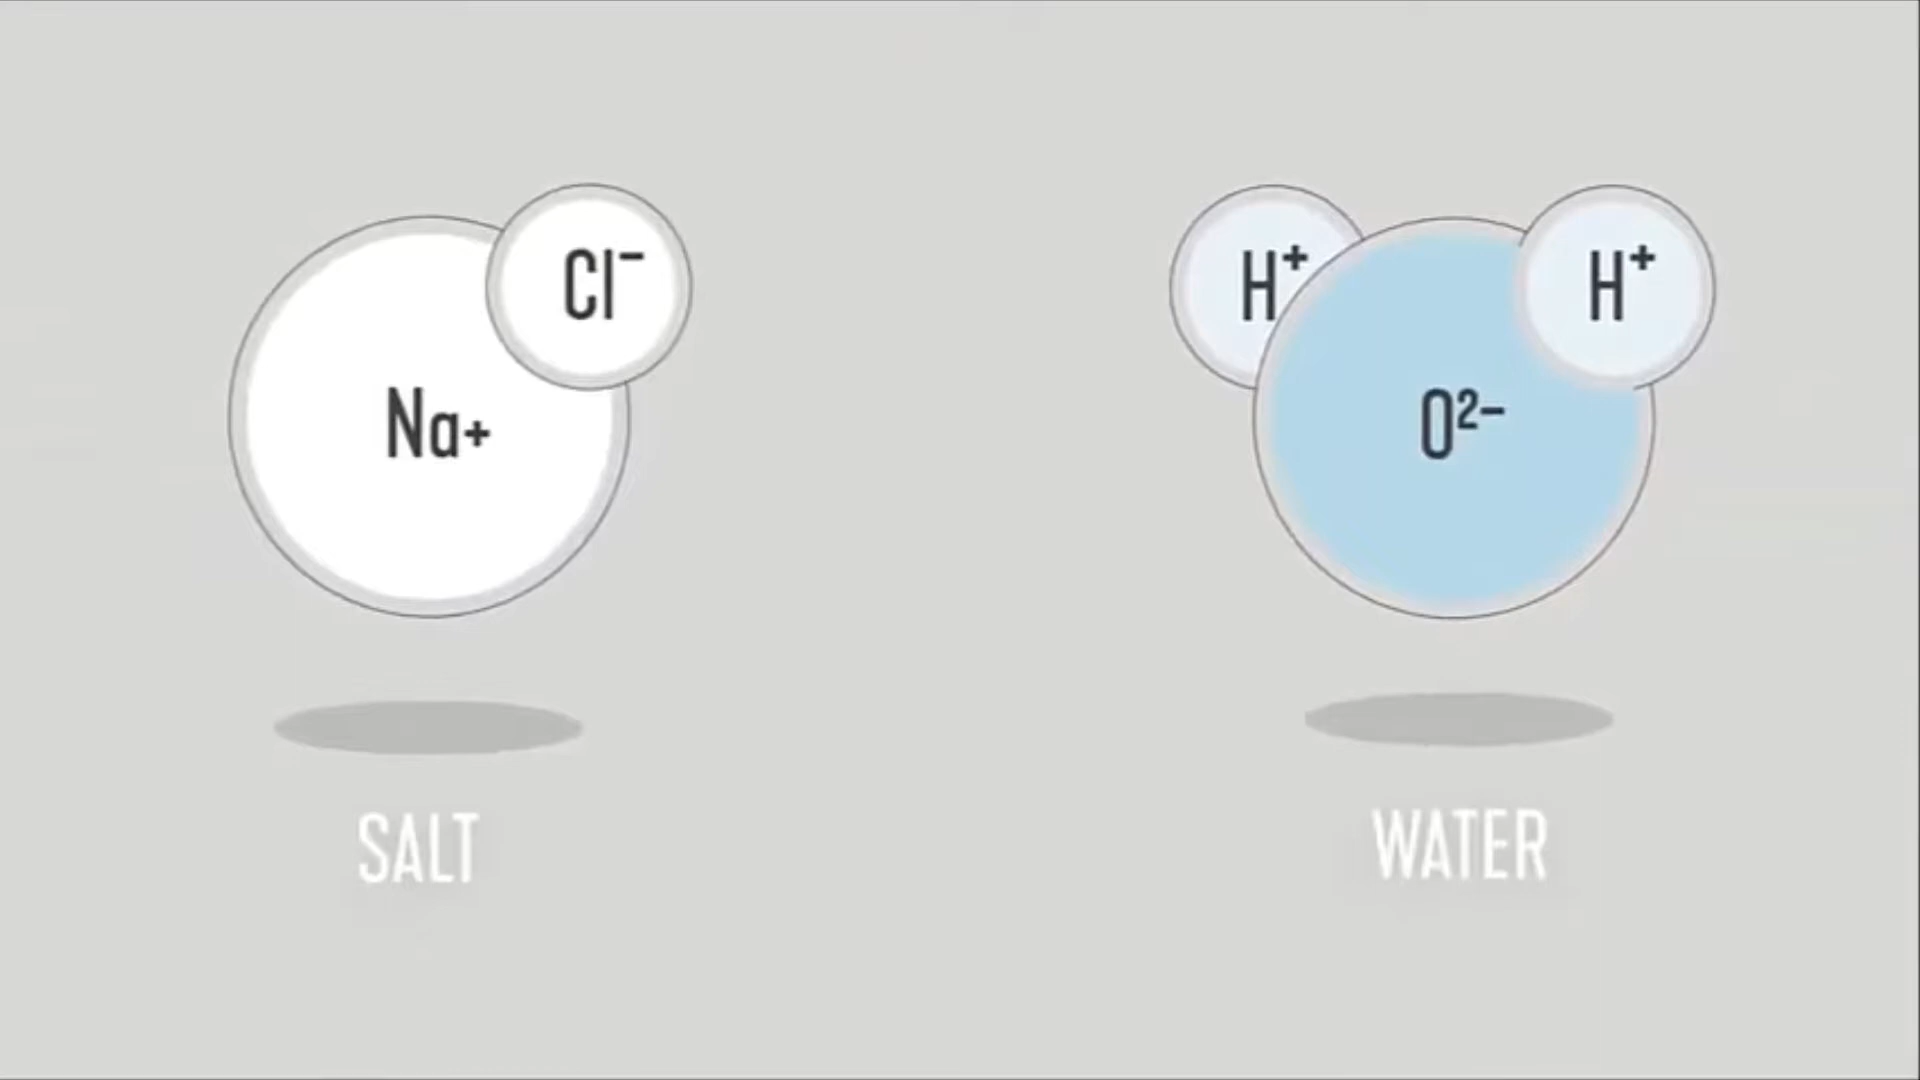 Cl⁻
Na+
SALT
H⁺
H⁺
O²⁻
WATER